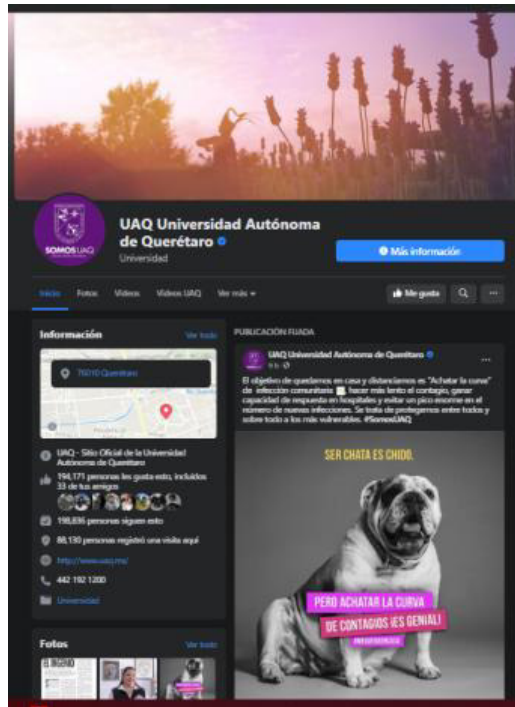 SOMOSUAQ
UAQ Universidad Autónoma
de Querétaro
Universidad
Más información
Inicio Fotos Videos Videos UAQ Ver más
Me gusta
Información Ver todo
76010 Querétaro
UAQ - Sitio Oficial de la Universidad
Autónoma de Querétaro
194,171 personas les gusta esto, incluidos
33 de tus amigos
198,836 personas siguen esto
88,130 personas registró una visita aquí
http://www.uaq.mx/
442 192 1200
Universidad
Fotos Ver todo
PUBLICACIÓN FIJADA
UAQ Universidad Autónoma de Querétaro
9 h
El objetivo de quedarnos en casa y distanciarnos es "Achatar la curva"
de infección comunitaria, hacer más lento el contagio, ganar
capacidad de respuesta en hospitales y evitar un pico enorme en el
número de nuevas infecciones. Se trata de protegernos entre todos y
sobre todo a los más vulnerables. #SomosUAQ
SER CHATA ES CHIDO,
PERO ACHATAR LA CURVA
DE CONTAGIOS ¡ES GENIAL!